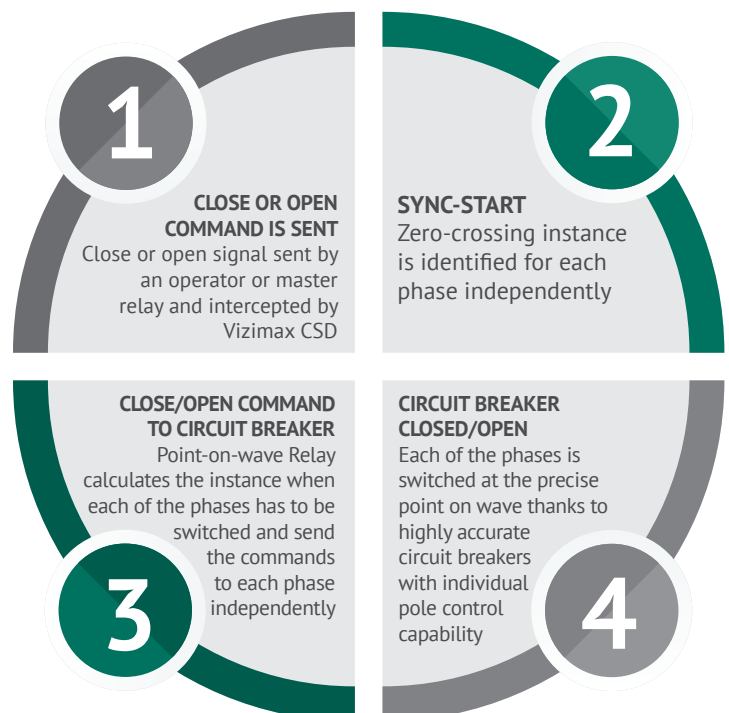 1
CLOSE OR OPEN
COMMAND IS SENT
Close or open signal sent by
an operator or master
relay and intercepted by
Vizimax CSD
2
SYNC-START
Zero-crossing instance
is identified for each
phase independently
CLOSE/OPEN COMMAND
TO CIRCUIT BREAKER
Point-on-wave Relay
calculates the instance when
each of the phases has to be
switched and send
the commands
to each phase
independently
3
CIRCUIT BREAKER
CLOSED/OPEN
Each of the phases is
switched at the precise
point on wave thanks to
highly accurate
circuit breakers
with individual
pole control
capability
4